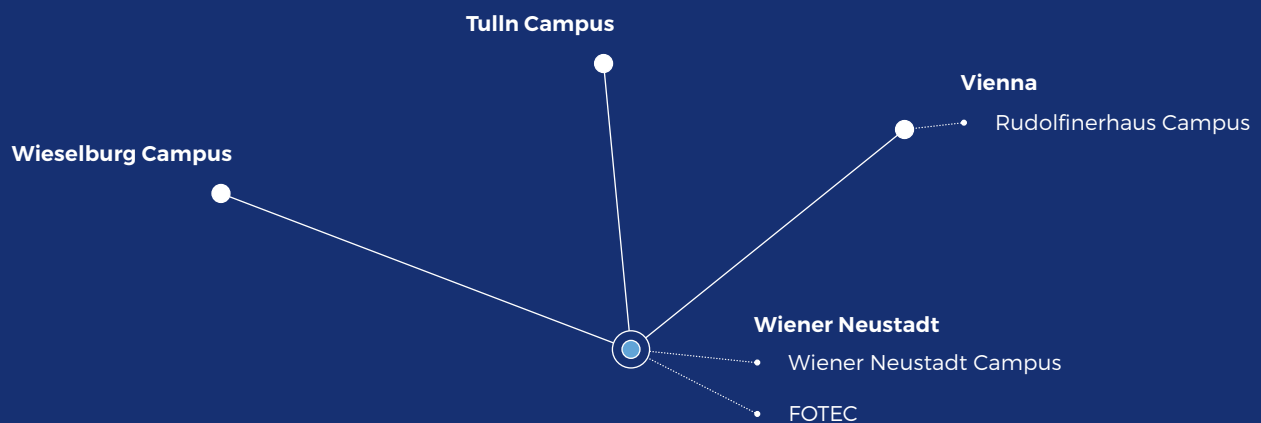 Tulln Campus
Vienna
Rudolfinerhaus Campus
Wieselburg Campus
Wiener Neustadt
Wiener Neustadt Campus
FOTEC